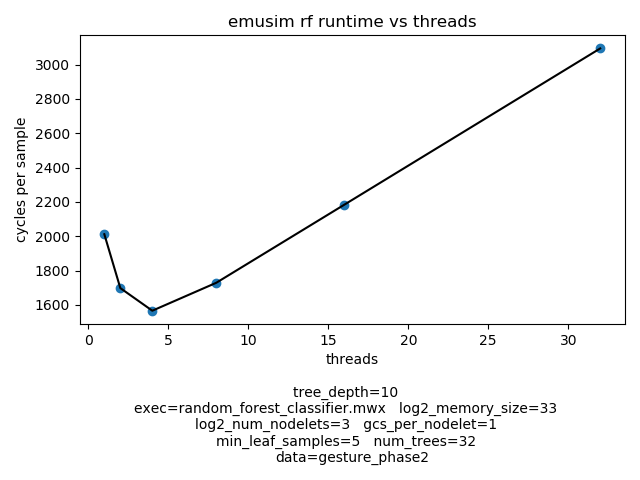 emusim rf runtime vs threads
3000
2800
2600
2400
2200
2000
1800
1600
cycles per sample
0 5 10 15 20 25 30
threads
tree_depth=10
exec=random_forest_classifier.mwx log2_memory_size=33
log2_num_nodelets=3 gcs_per_nodelet=1
min_leaf_samples=5 num_trees=32
data=gesture_phase2